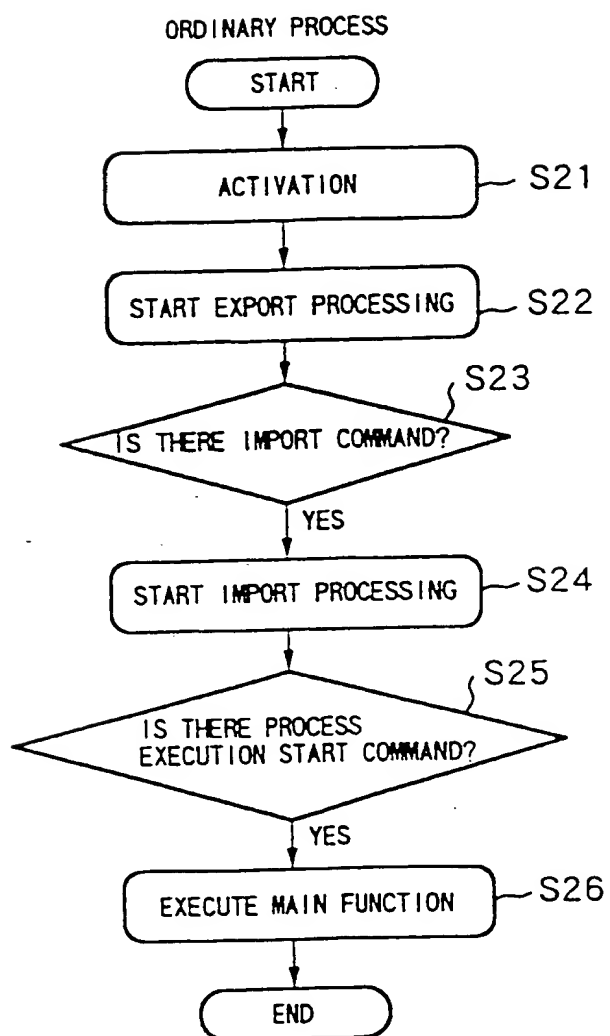 ORDINARY PROCESS
START
ACTIVATION
S21
START EXPORT PROCESSING
S22
S23
IS THERE IMPORT COMMAND?
YES
START IMPORT PROCESSING
S24
S25
IS THERE PROCESS
EXECUTION START COMMAND?
YES
EXECUTE MAIN FUNCTION
S26
END